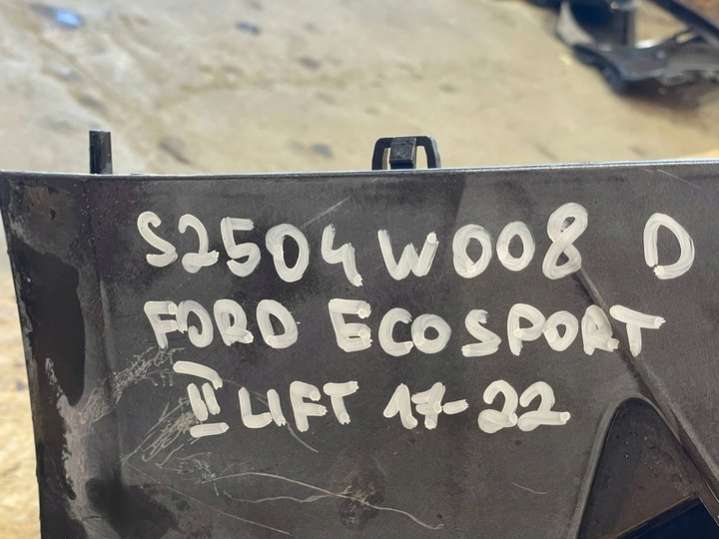 S2504W008 D
FORD ECOSPORT
II LIFT 17-22